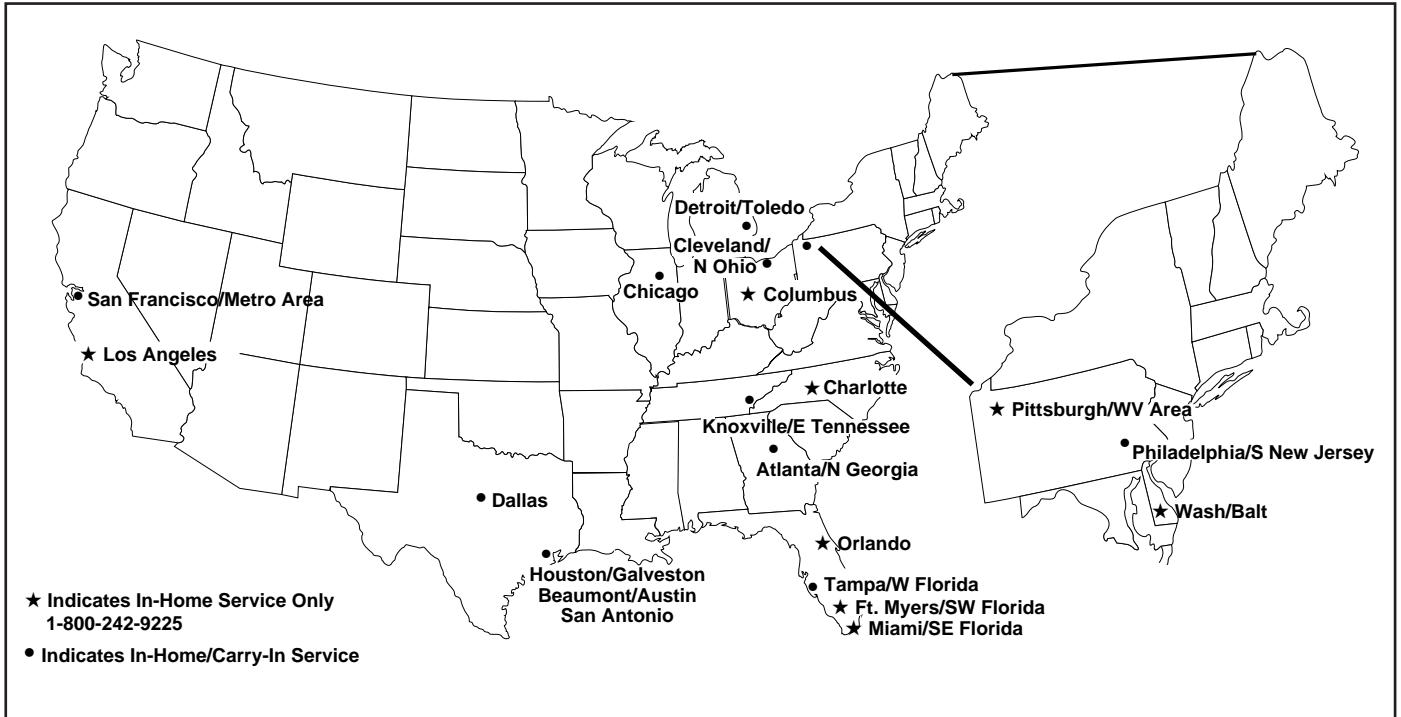 Detroit/Toledo
Cleveland/
N Ohio
Chicago
★ Columbus
San Francisco/Metro Area
★ Los Angeles
★ Charlotte
Knoxville/E Tennessee
Atlanta/N Georgia
★ Pittsburgh/WV Area
Philadelphia/S New Jersey
★ Wash/Balt
Dallas
★ Orlando
Houston/Galveston
Beaumont/Austin
San Antonio
Tampa/W Florida
★ Ft. Myers/SW Florida
★ Miami/SE Florida
★ Indicates In-Home Service Only
1-800-242-9225
• Indicates In-Home/Carry-In Service